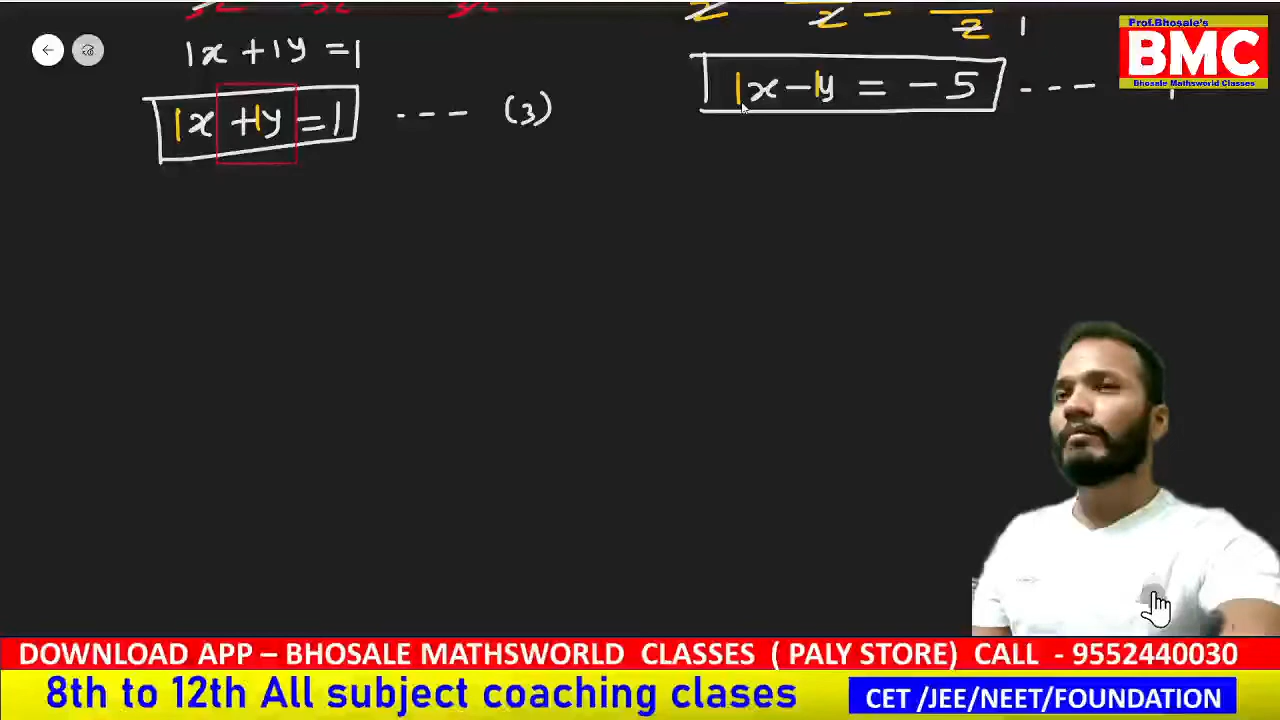 1x + 1y = 1
1x + 1y = 1 ---- (3)
1x - 1y = -5 ---
Prof.Bhosale's
BMC
Bhosale Mathsworld Classes
DOWNLOAD APP – BHOSALE MATHSWORLD CLASSES ( PALY STORE) CALL - 9552440030
8th to 12th All subject coaching clases
CET /JEE/NEET/FOUNDATION